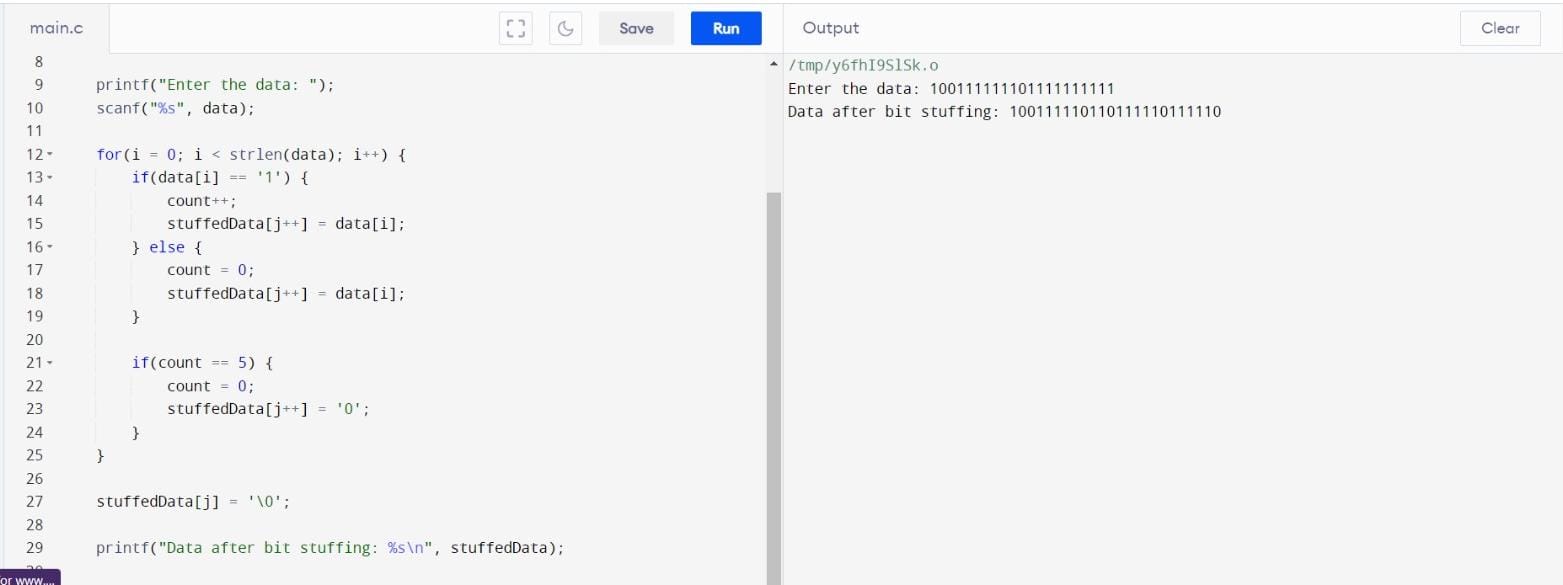 main.c
Save
Run
Output
Clear
8
9 printf("Enter the data: ");
10 scanf("%s", data);
11
12 for(i = 0; i < strlen(data); i++) {
13 if(data[i] == '1') {
14 count++;
15 stuffedData[j++] = data[i];
16 } else {
17 count = 0;
18 stuffedData[j++] = data[i];
19 }
20
21 if(count == 5) {
22 count = 0;
23 stuffedData[j++] = '0';
24 }
25 }
26
27 stuffedData[j] = '\0';
28
29 printf("Data after bit stuffing: %s\n", stuffedData);
or www....
/tmp/y6fhI9SlSk.o
Enter the data: 100111111101111111111
Data after bit stuffing: 100111110110111110111110